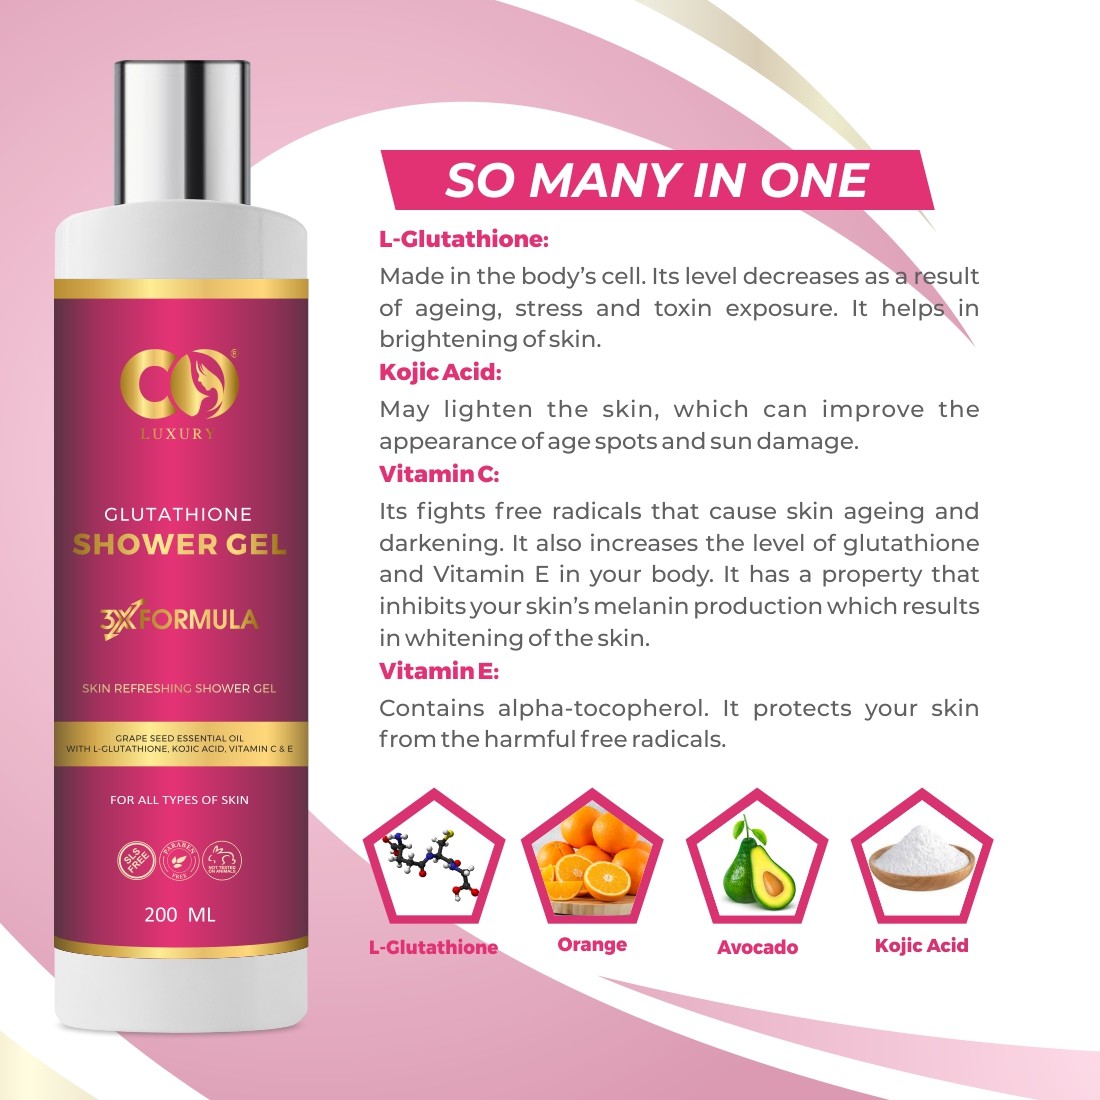 CO
®
LUXURY
GLUTATHIONE
SHOWER GEL
3X FORMULA
SKIN REFRESHING SHOWER GEL
GRAPE SEED ESSENTIAL OIL
WITH L-GLUTATHIONE, KOJIC ACID, VITAMIN C & E
FOR ALL TYPES OF SKIN
SLS
FREE
PARABEN
FREE
NOT TESTED
ON ANIMALS
200 ML
SO MANY IN ONE
L-Glutathione:
Made in the body's cell. Its level decreases as a result
of ageing, stress and toxin exposure. It helps in
brightening of skin.
Kojic Acid:
May lighten the skin, which can improve the
appearance of age spots and sun damage.
Vitamin C:
Its fights free radicals that cause skin ageing and
darkening. It also increases the level of glutathione
and Vitamin E in your body. It has a property that
inhibits your skin's melanin production which results
in whitening of the skin.
Vitamin E:
Contains alpha-tocopherol. It protects your skin
from the harmful free radicals.
L-Glutathione
Orange
Avocado
Kojic Acid